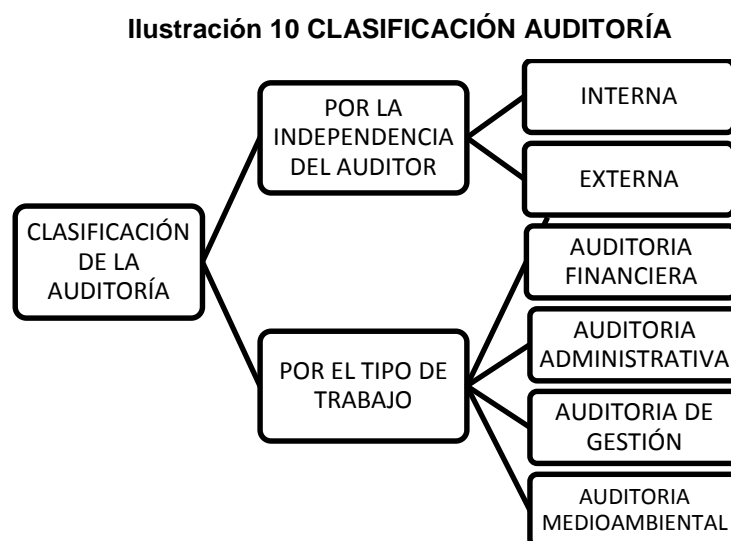 Ilustración 10 CLASIFICACIÓN AUDITORÍA
CLASIFICACIÓN
DE LA
AUDITORÍA
POR LA
INDEPENDENCIA
DEL AUDITOR
INTERNA
EXTERNA
POR EL TIPO DE
TRABAJO
AUDITORIA
FINANCIERA
AUDITORIA
ADMINISTRATIVA
AUDITORIA DE
GESTIÓN
AUDITORIA
MEDIOAMBIENTAL